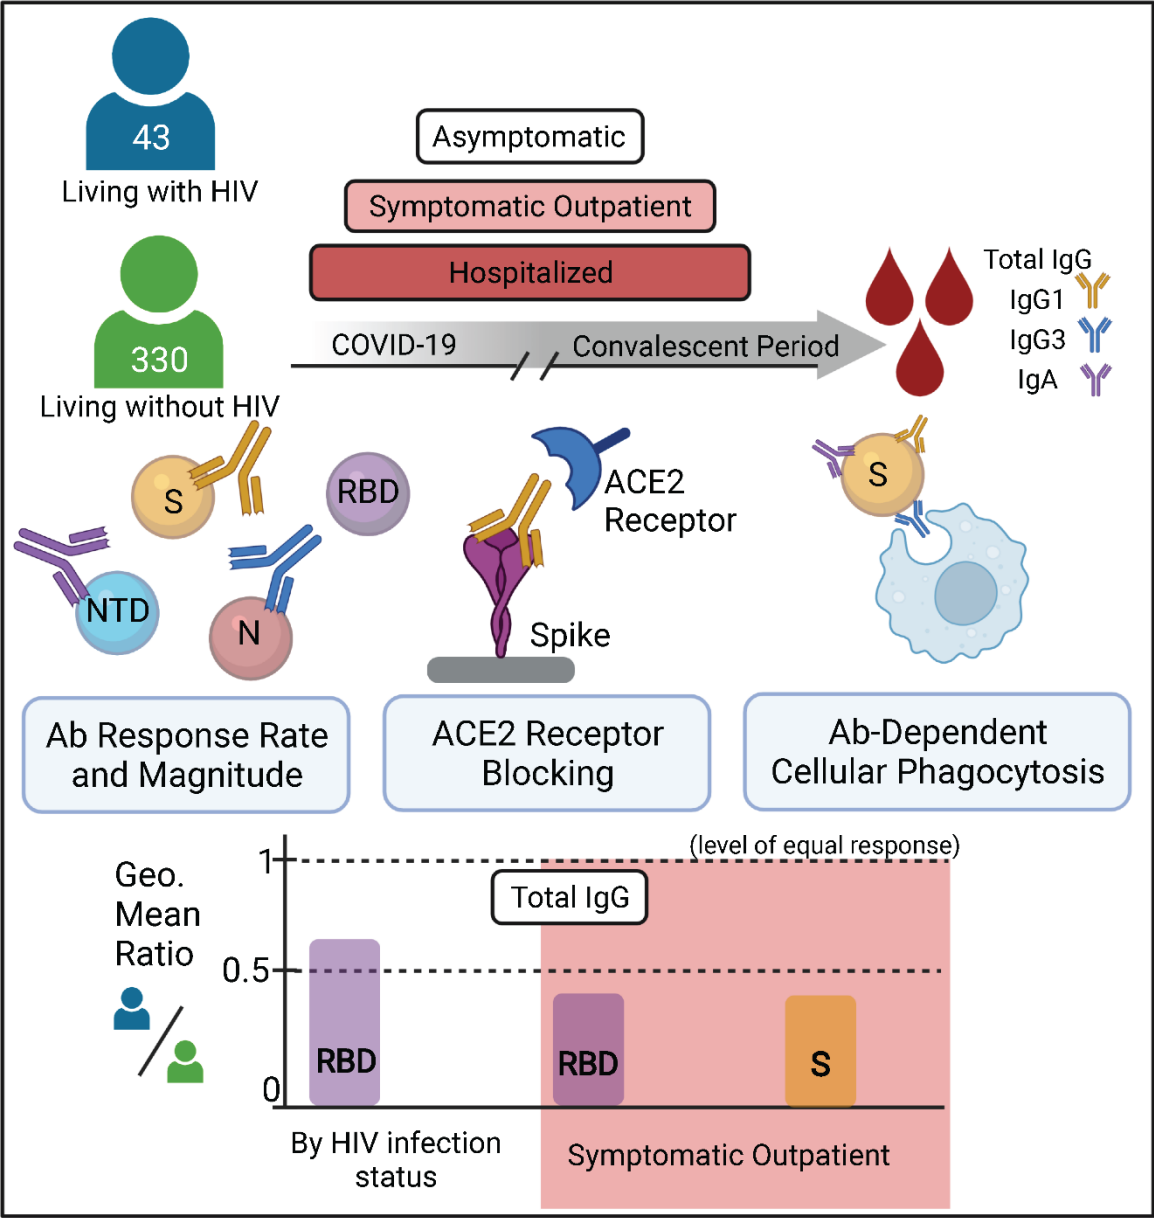 43
Living with HIV
330
Living without HIV
Asymptomatic
Symptomatic Outpatient
Hospitalized
COVID-19
Convalescent Period
Total IgG
IgG1
IgG3
IgA
S
RBD
NTD
N
ACE2
Receptor
Spike
S
Ab Response Rate
and Magnitude
ACE2 Receptor
Blocking
Ab-Dependent
Cellular Phagocytosis
Geo.
Mean
Ratio
1
0.5
0
(level of equal response)
Total IgG
RBD
RBD
S
By HIV infection
status
Symptomatic Outpatient